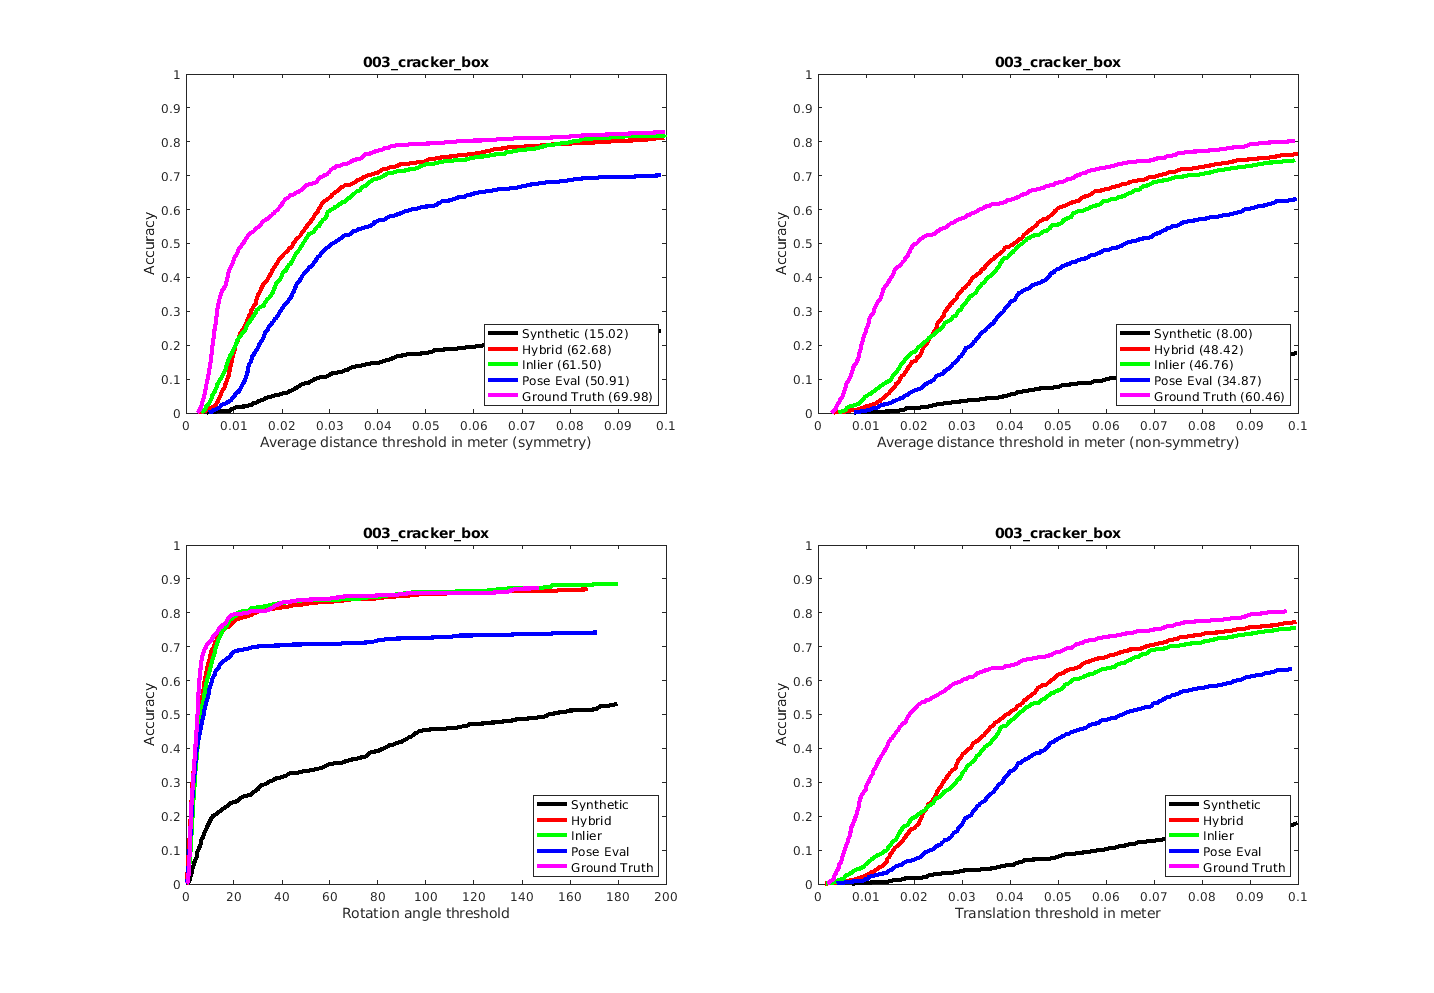 003_cracker_box
1
0.9
0.8
0.7
0.6
0.5
0.4
0.3
0.2
0.1
0
Accuracy
Synthetic (15.02)
Hybrid (62.68)
Inlier (61.50)
Pose Eval (50.91)
Ground Truth (69.98)
0 0.01 0.02 0.03 0.04 0.05 0.06 0.07 0.08 0.09 0.1
Average distance threshold in meter (symmetry)
003_cracker_box
1
0.9
0.8
0.7
0.6
0.5
0.4
0.3
0.2
0.1
0
Accuracy
Synthetic (8.00)
Hybrid (48.42)
Inlier (46.76)
Pose Eval (34.87)
Ground Truth (60.46)
0 0.01 0.02 0.03 0.04 0.05 0.06 0.07 0.08 0.09 0.1
Average distance threshold in meter (non-symmetry)
003_cracker_box
1
0.9
0.8
0.7
0.6
0.5
0.4
0.3
0.2
0.1
0
Accuracy
Synthetic
Hybrid
Inlier
Pose Eval
Ground Truth
0 20 40 60 80 100 120 140 160 180 200
Rotation angle threshold
003_cracker_box
1
0.9
0.8
0.7
0.6
0.5
0.4
0.3
0.2
0.1
0
Accuracy
Synthetic
Hybrid
Inlier
Pose Eval
Ground Truth
0 0.01 0.02 0.03 0.04 0.05 0.06 0.07 0.08 0.09 0.1
Translation threshold in meter